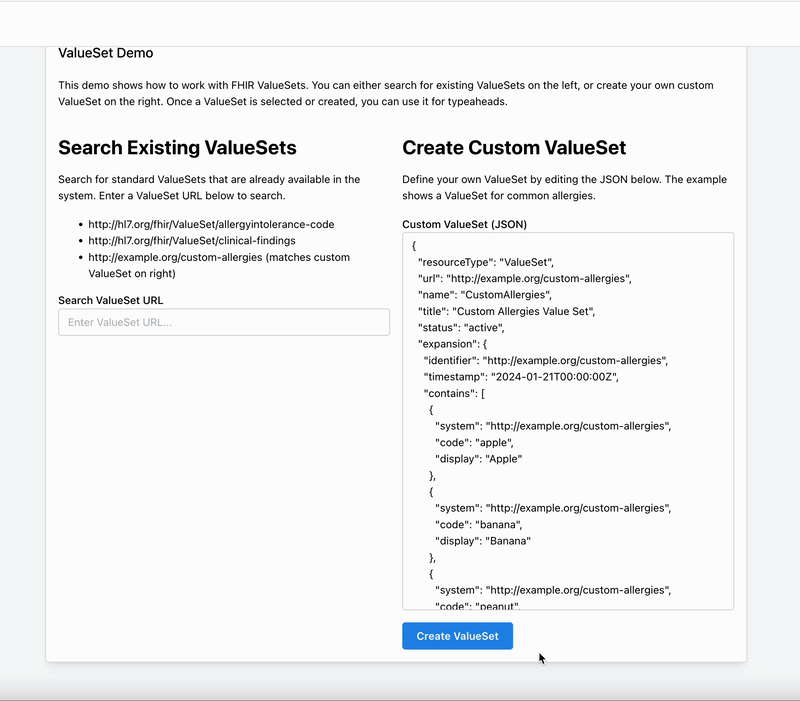 ValueSet Demo
This demo shows how to work with FHIR ValueSets. You can either search for existing ValueSets on the left, or create your own custom
ValueSet on the right. Once a ValueSet is selected or created, you can use it for typeaheads.
Search Existing ValueSets
Search for standard ValueSets that are already available in the
system. Enter a ValueSet URL below to search.
• http://hl7.org/fhir/ValueSet/allergyintolerance-code
• http://hl7.org/fhir/ValueSet/clinical-findings
• http://example.org/custom-allergies (matches custom
ValueSet on right)
Search ValueSet URL
Enter ValueSet URL...
Create Custom ValueSet
Define your own ValueSet by editing the JSON below. The example
shows a ValueSet for common allergies.
Custom ValueSet (JSON)
{
"resourceType": "ValueSet",
"url": "http://example.org/custom-allergies",
"name": "CustomAllergies",
"title": "Custom Allergies Value Set",
"status": "active",
"expansion": {
"identifier": "http://example.org/custom-allergies",
"timestamp": "2024-01-21T00:00:00Z",
"contains": [
{
"system": "http://example.org/custom-allergies",
"code": "apple",
"display": "Apple"
},
{
"system": "http://example.org/custom-allergies",
"code": "banana",
"display": "Banana"
},
{
"system": "http://example.org/custom-allergies",
"code": "peanut",
Create ValueSet